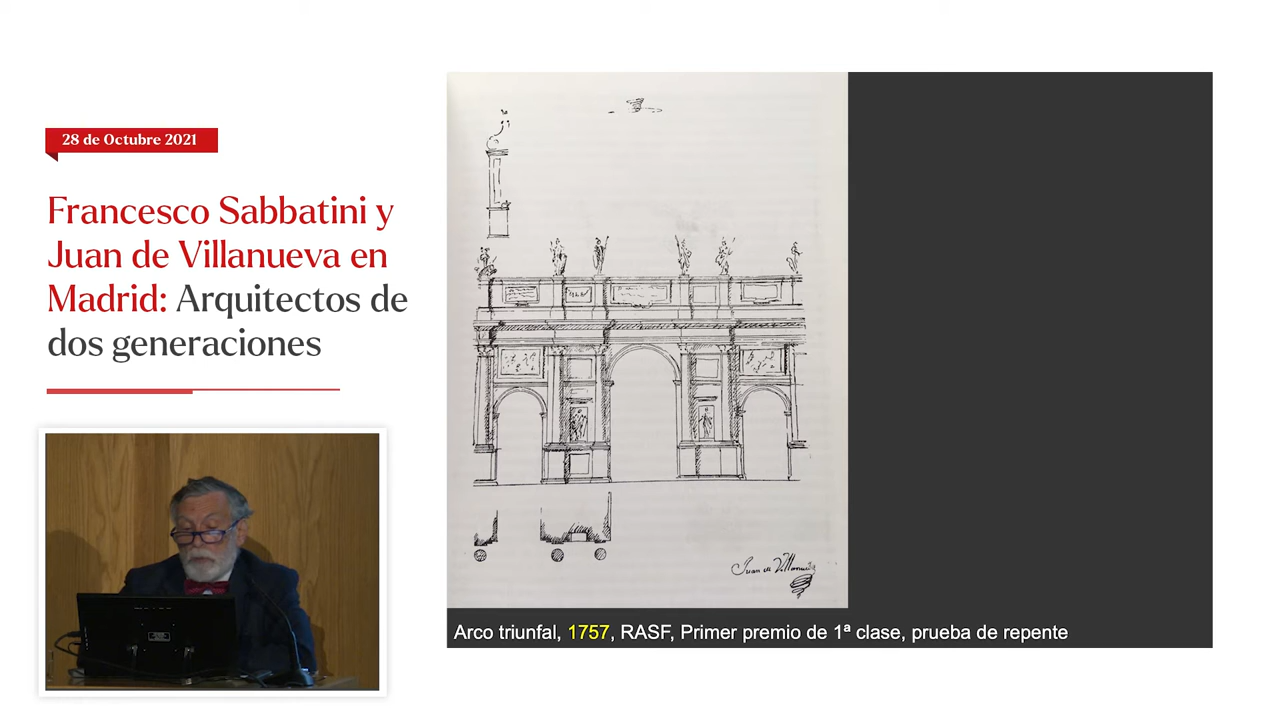 28 de Octubre 2021
Francesco Sabbatini y
Juan de Villanueva en
Madrid: Arquitectos de
dos generaciones
Juan de Villanueva
Arco triunfal, 1757, RASF, Primer premio de 1ª clase, prueba de repente